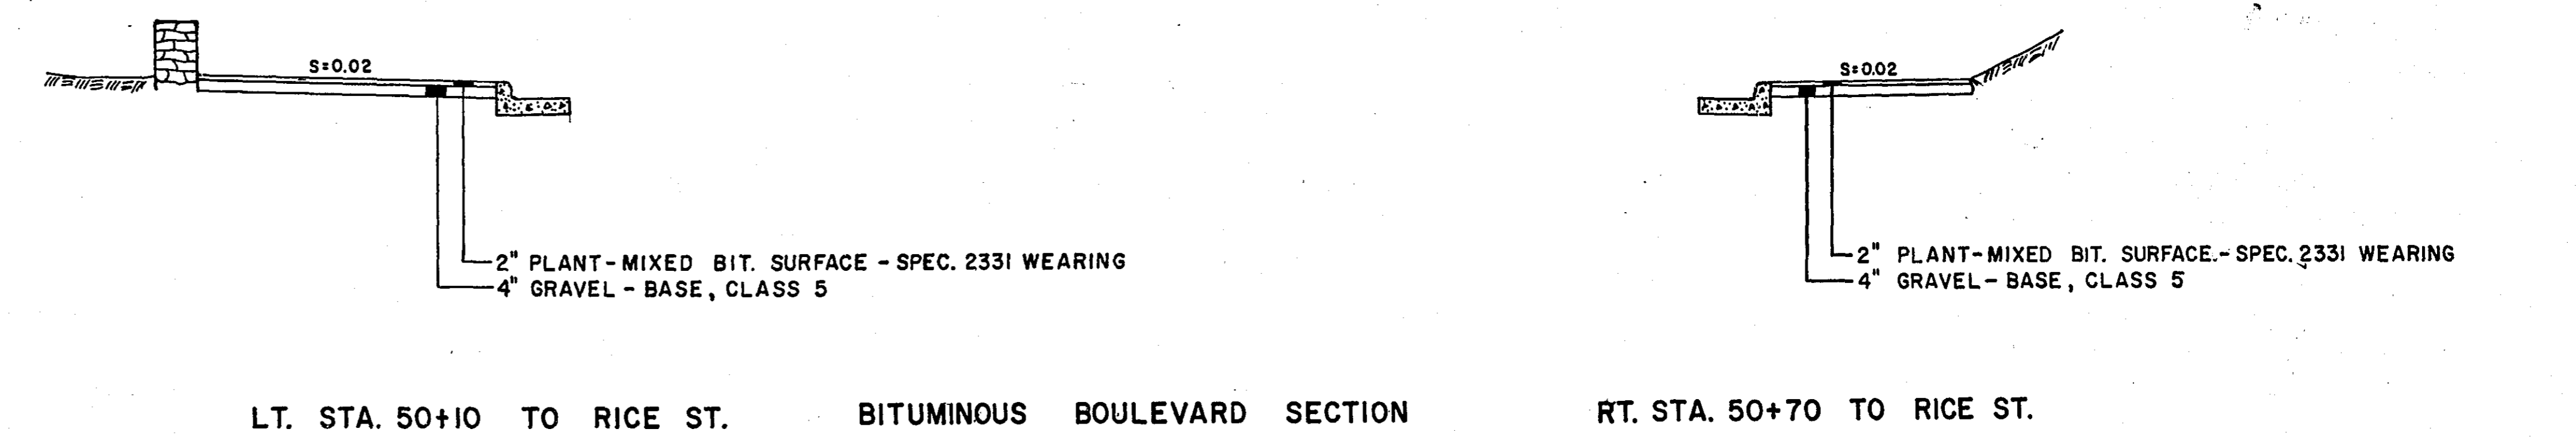 S=0.02
2" PLANT-MIXED BIT. SURFACE - SPEC. 2331 WEARING
4" GRAVEL - BASE, CLASS 5
S=0.02
2" PLANT-MIXED BIT. SURFACE.- SPEC. 2331 WEARING
4" GRAVEL - BASE, CLASS 5
LT. STA. 50+10 TO RICE ST. BITUMINOUS BOULEVARD SECTION RT. STA. 50+70 TO RICE ST.